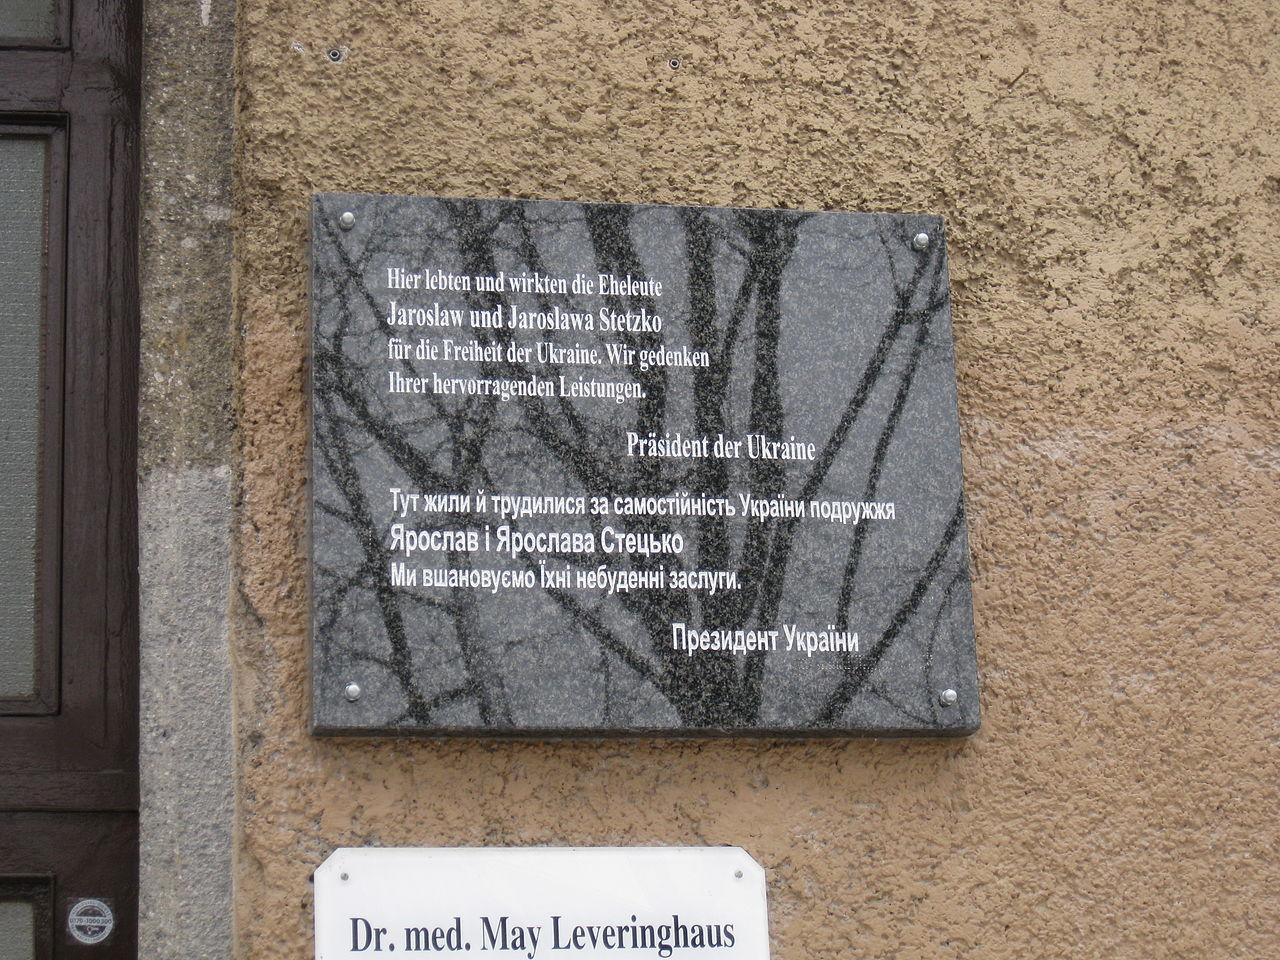 Hier lebten und wirkten die Eheleute
Jaroslaw und Jaroslawa Stetzko
für die Freiheit der Ukraine. Wir gedenken
Ihrer hervorragenden Leistungen.
Präsident der Ukraine
Тут жили й трудилися за самостійність України подружжя
Ярослав і Ярослава Стецько
Ми вшановуємо їхні небуденні заслуги.
Президент України
Dr. med. May Leveringhaus